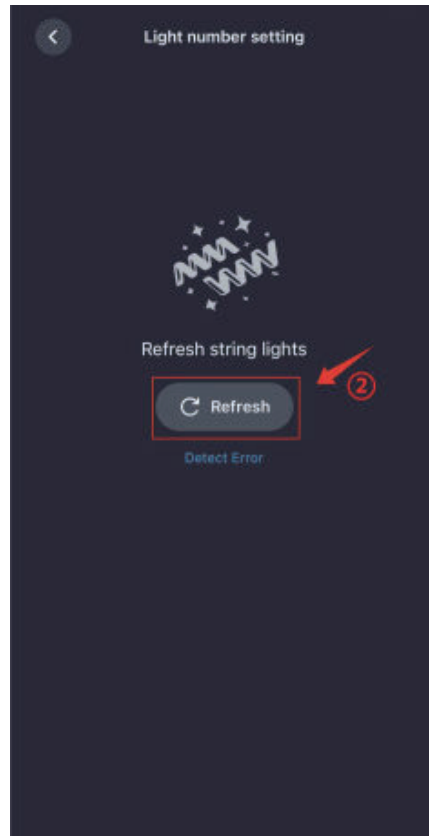 Light number setting
Refresh string lights
②
Refresh
Detect Error